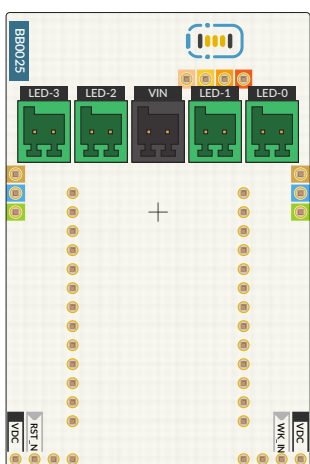 BB0025
LED-3
LED-2
VIN
LED-1
LED-0
VDC
RST_N
WK_IN
VDC